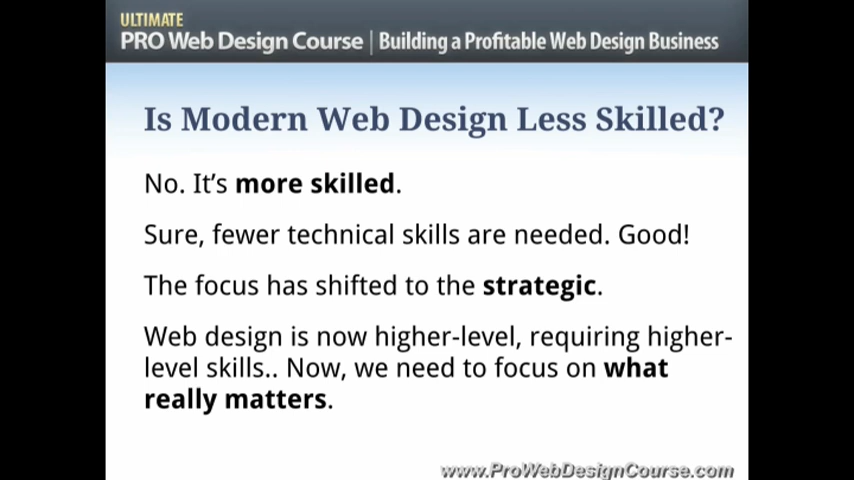 ULTIMATE
PRO Web Design Course | Building a Profitable Web Design Business
Is Modern Web Design Less Skilled?
No. It’s more skilled.
Sure, fewer technical skills are needed. Good!
The focus has shifted to the strategic.
Web design is now higher-level, requiring higher-
level skills.. Now, we need to focus on what
really matters.
www.ProWebDesignCourse.com